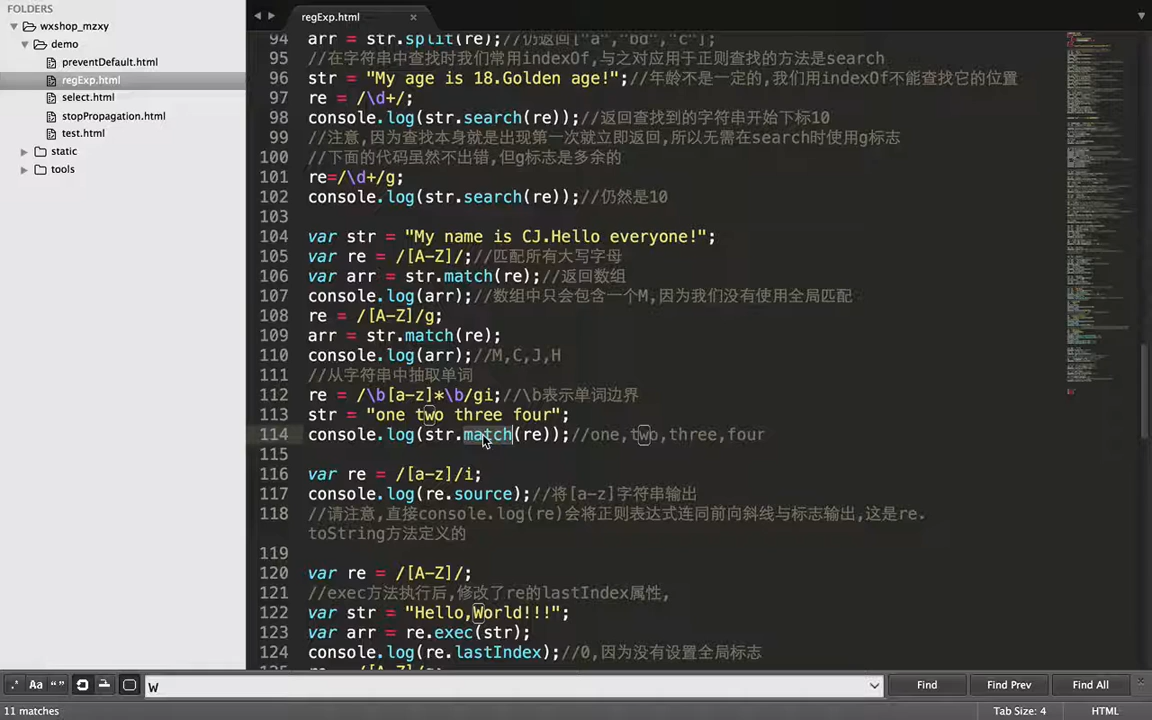 FOLDERS
wxshop_mzxy
demo
preventDefault.html
regExp.html
select.html
stopPropagation.html
test.html
static
tools
regExp.html ×
94 arr = str.split(re);//仍返回["a","bd","c"];
95 //在字符串中查找时我们常用indexOf,与之对应用于正则查找的方法是search
96 str = "My age is 18.Golden age!";//年龄不是一定的,我们用indexOf不能查找它的位置
97 re = /\d+/;
98 console.log(str.search(re));//返回查找到的字符串开始下标10
99 //注意,因为查找本身就是出现第一次就立即返回,所以无需在search时使用g标志
100 //下面的代码虽然不出错,但g标志是多余的
101 re=/\d+/g;
102 console.log(str.search(re));//仍然是10
103
104 var str = "My name is CJ.Hello everyone!";
105 var re = /[A-Z]/;//匹配所有大写字母
106 var arr = str.match(re);//返回数组
107 console.log(arr);//数组中只会包含一个M,因为我们没有使用全局匹配
108 re = /[A-Z]/g;
109 arr = str.match(re);
110 console.log(arr);//M,C,J,H
111 //从字符串中抽取单词
112 re = /\b[a-z]*\b/gi;//\b表示单词边界
113 str = "one two three four";
114 console.log(str.match(re));//one,two,three,four
115
116 var re = /[a-z]/i;
117 console.log(re.source);//将[a-z]字符串输出
118 //请注意,直接console.log(re)会将正则表达式连同前向斜线与标志输出,这是re.
toString方法定义的
119
120 var re = /[A-Z]/;
121 //exec方法执行后,修改了re的lastIndex属性,
122 var str = "Hello,World!!!";
123 var arr = re.exec(str);
124 console.log(re.lastIndex);//0,因为没有设置全局标志
.* Aa “” W Find Find Prev Find All
11 matches Tab Size: 4 HTML